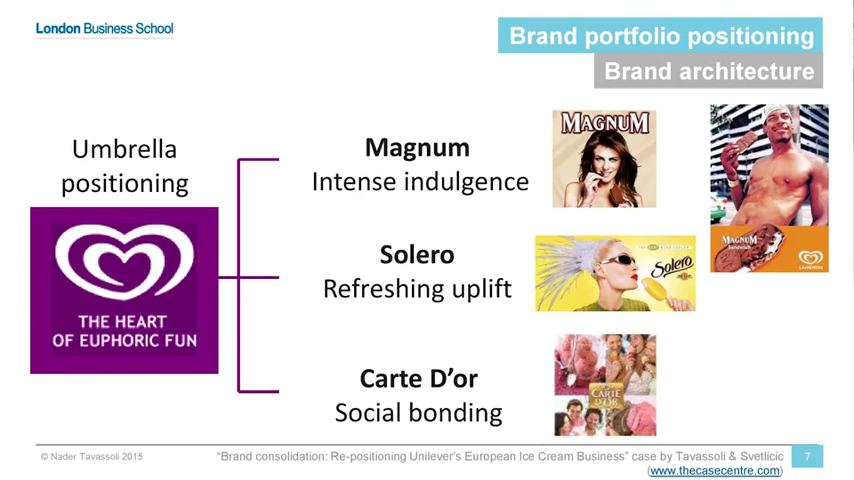 London Business School
Brand portfolio positioning
Brand architecture
Umbrella
positioning
THE HEART
OF EUPHORIC FUN
Magnum
Intense indulgence
MAGNUM
MAGNUM
Solero
Refreshing uplift
Solero
Carte D’or
Social bonding
CARTE
D'OR
© Nader Tavassoli 2015
“Brand consolidation: Re-positioning Unilever’s European Ice Cream Business” case by Tavassoli & Svetlicic
(www.thecasecentre.com)
7